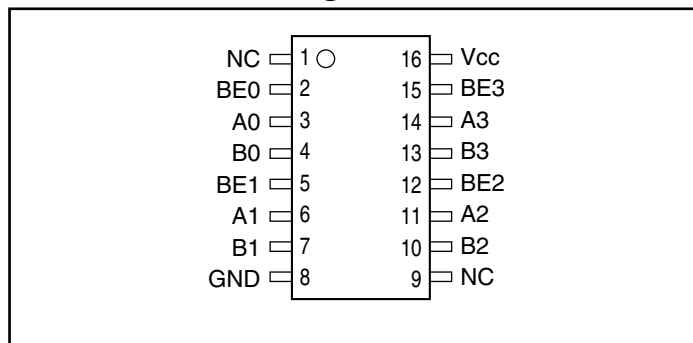 NC 1 16 Vcc
BE0 2 15 BE3
A0 3 14 A3
B0 4 13 B3
BE1 5 12 BE2
A1 6 11 A2
B1 7 10 B2
GND 8 9 NC